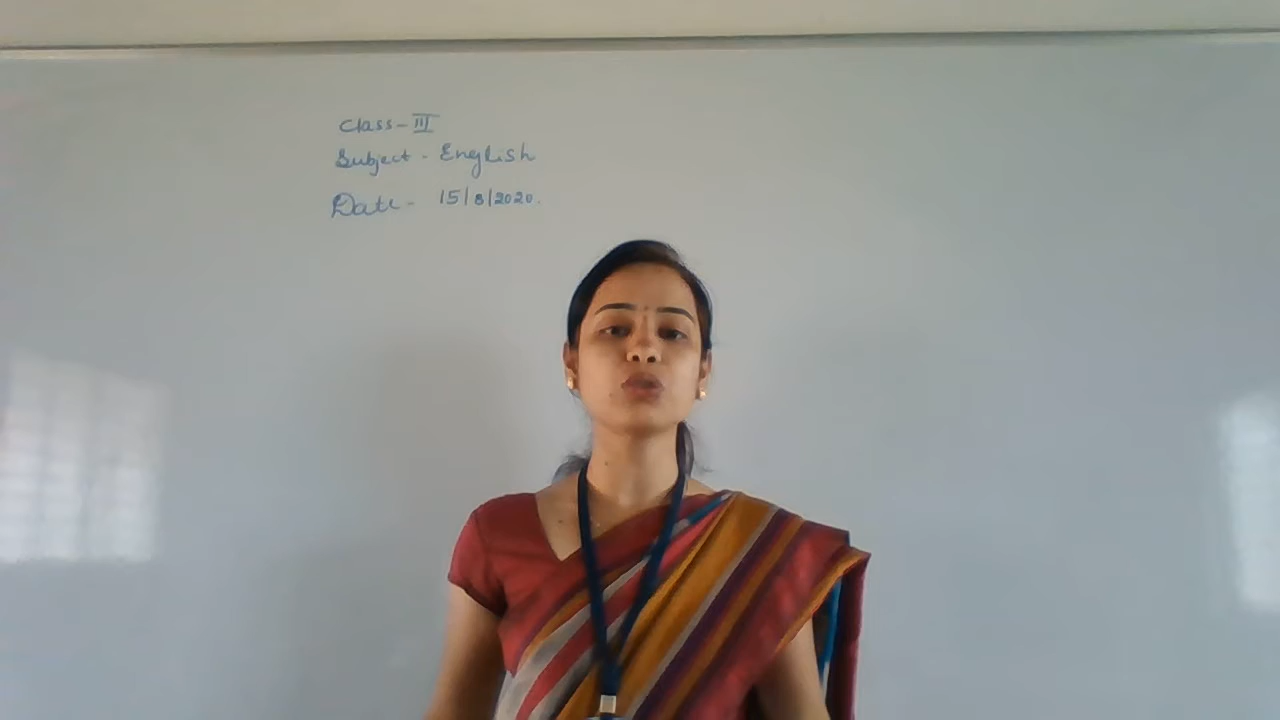 Class - III
Subject - English
Date - 15/8/2020.